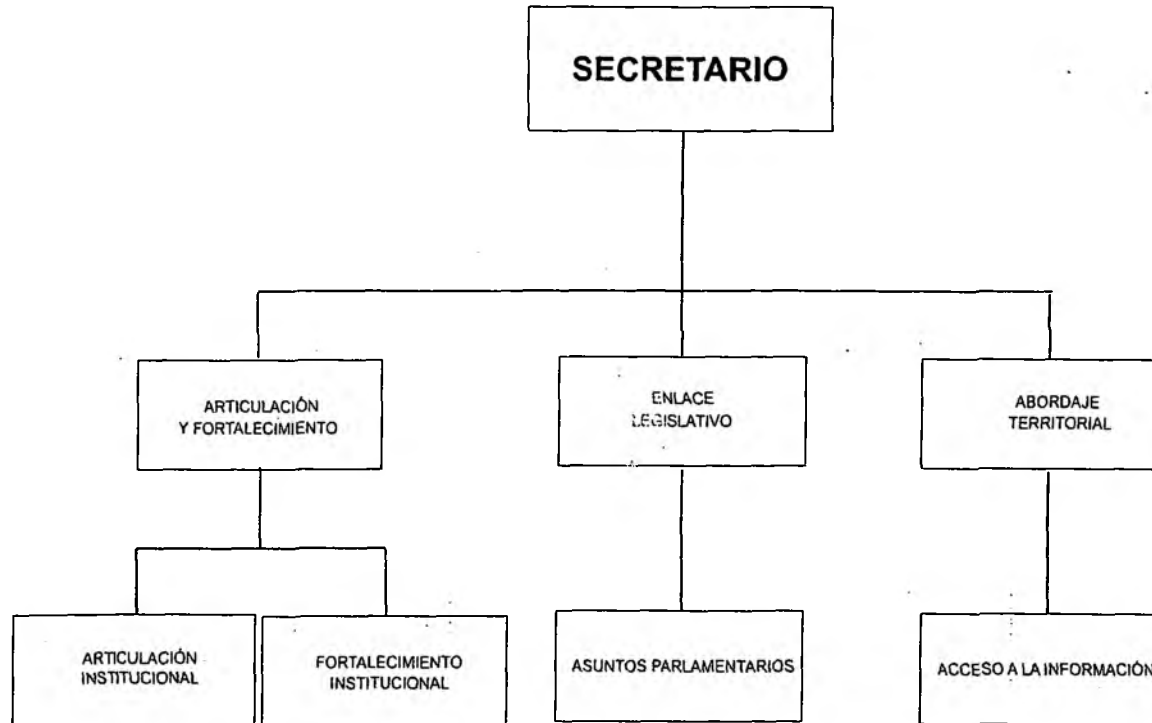 SECRETARIO
ARTICULACIÓN
Y FORTALECIMIENTO
ENLACE
LEGISLATIVO
ABORDAJE
TERRITORIAL
ARTICULACIÓN
INSTITUCIONAL
FORTALECIMIENTO
INSTITUCIONAL
ASUNTOS PARLAMENTARIOS
ACCESO A LA INFORMACIÓN